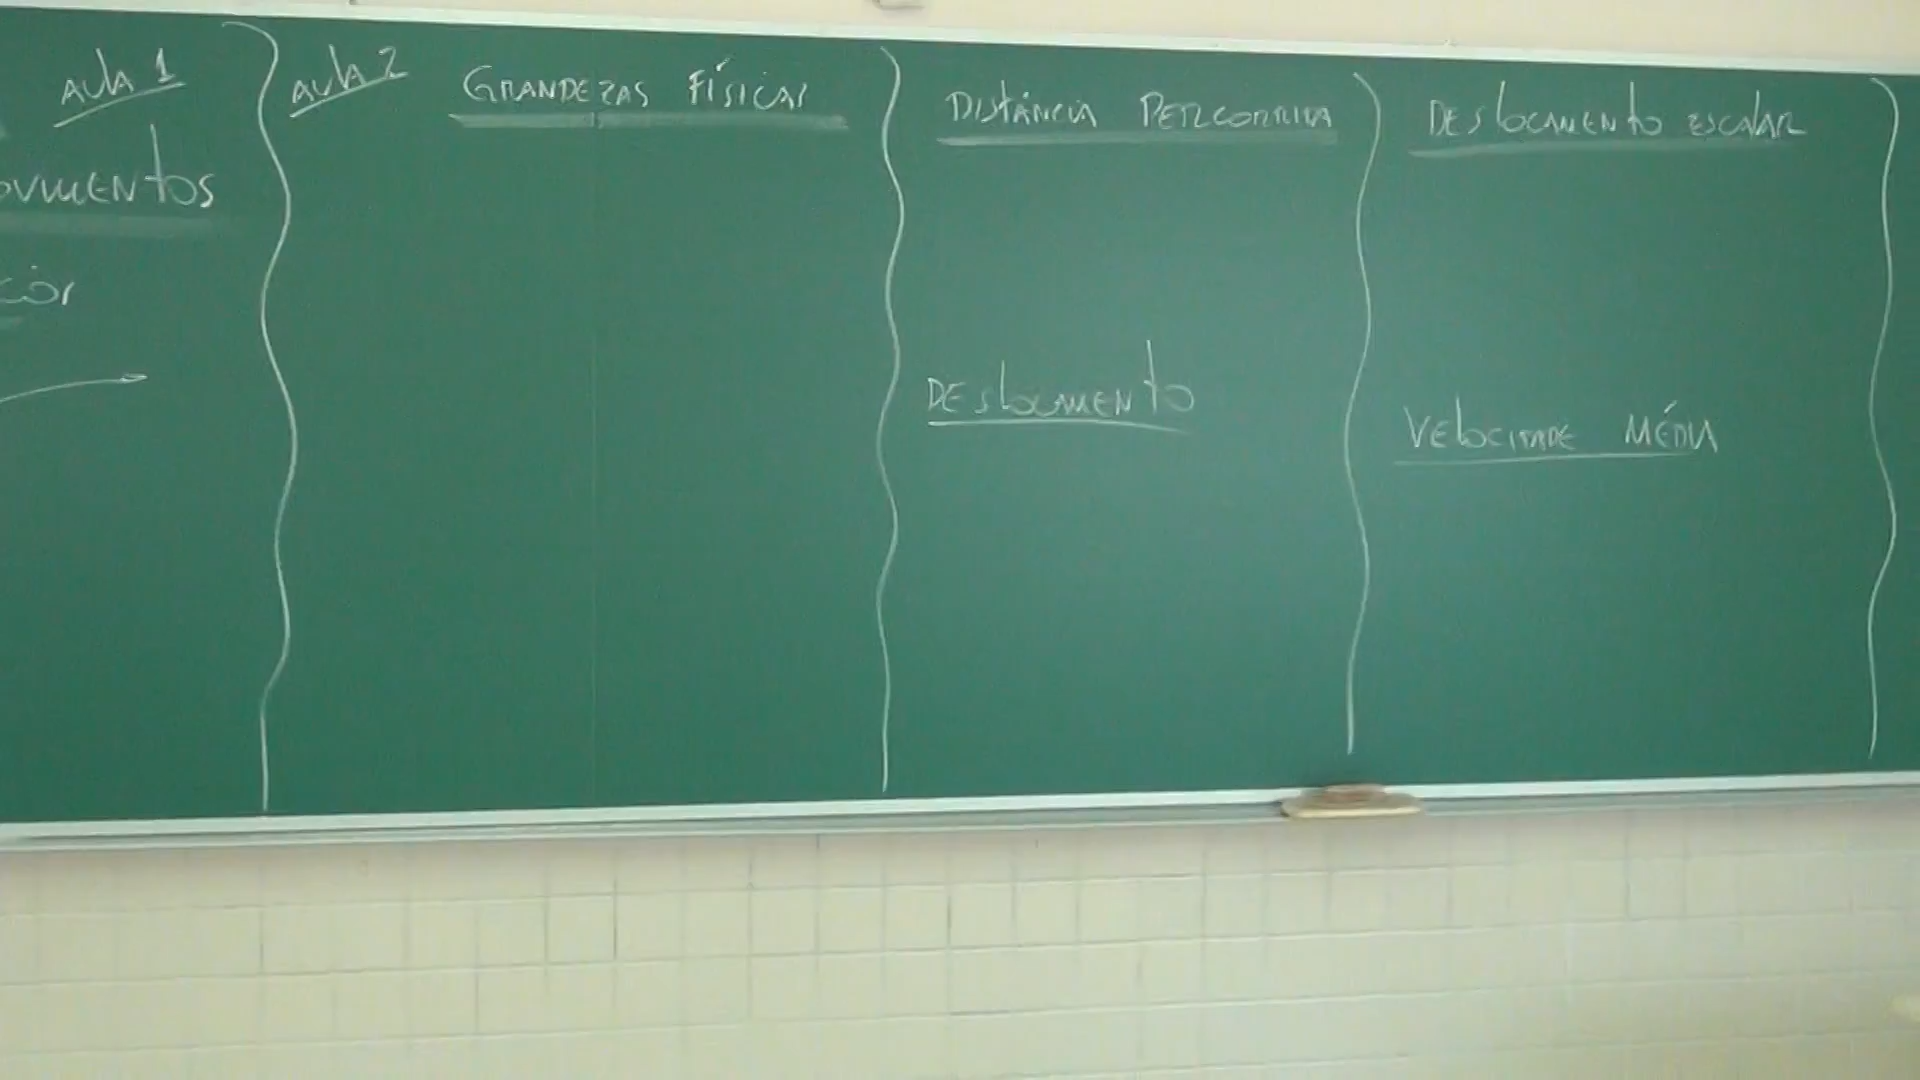 AULA 1
OVIMENTOS
AULA 2
GRANDEZAS FÍSICAS
DISTÂNCIA PERCORRIDA
DESLOCAMENTO
DESLOCAMENTO ESCALAR
VELOCIDADE MÉDIA